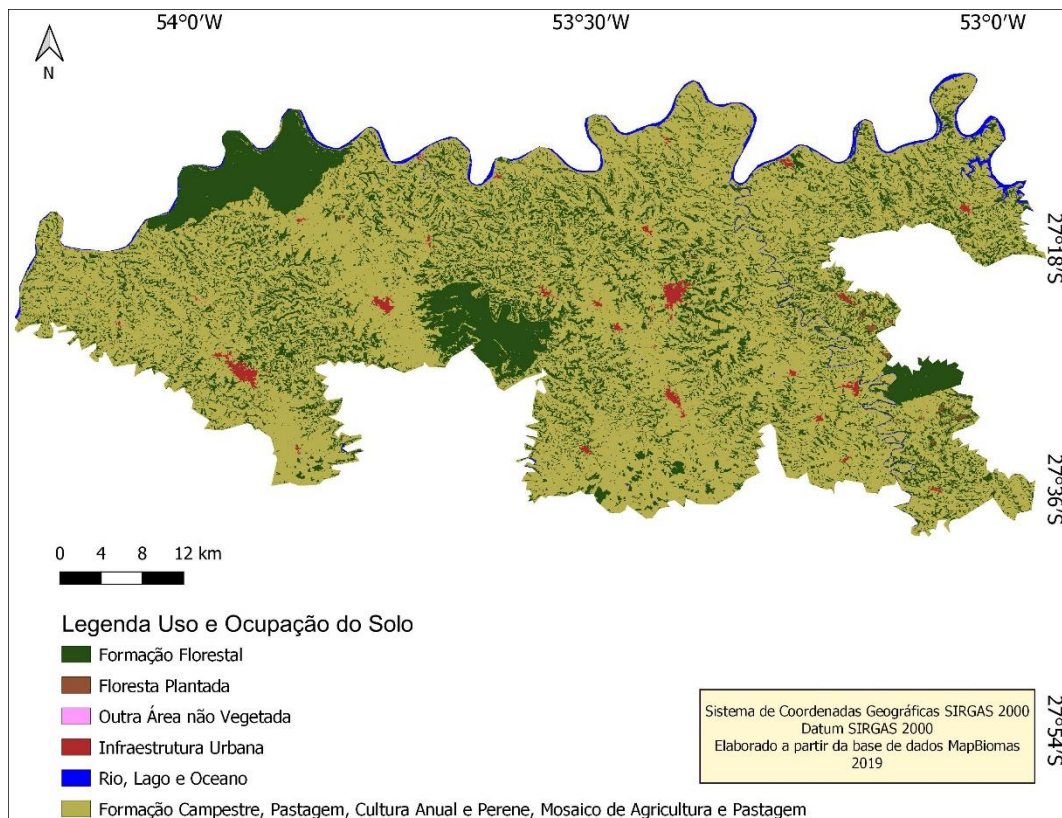 54°0′W 53°30′W 53°0′W
N
27°18′S
27°36′S
27°54′S
0 4 8 12 km
Legenda Uso e Ocupação do Solo
Formação Florestal
Floresta Plantada
Outra Área não Vegetada
Infraestrutura Urbana
Rio, Lago e Oceano
Formação Campestre, Pastagem, Cultura Anual e Perene, Mosaico de Agricultura e Pastagem
Sistema de Coordenadas Geográficas SIRGAS 2000
Datum SIRGAS 2000
Elaborado a partir da base de dados MapBiomas
2019